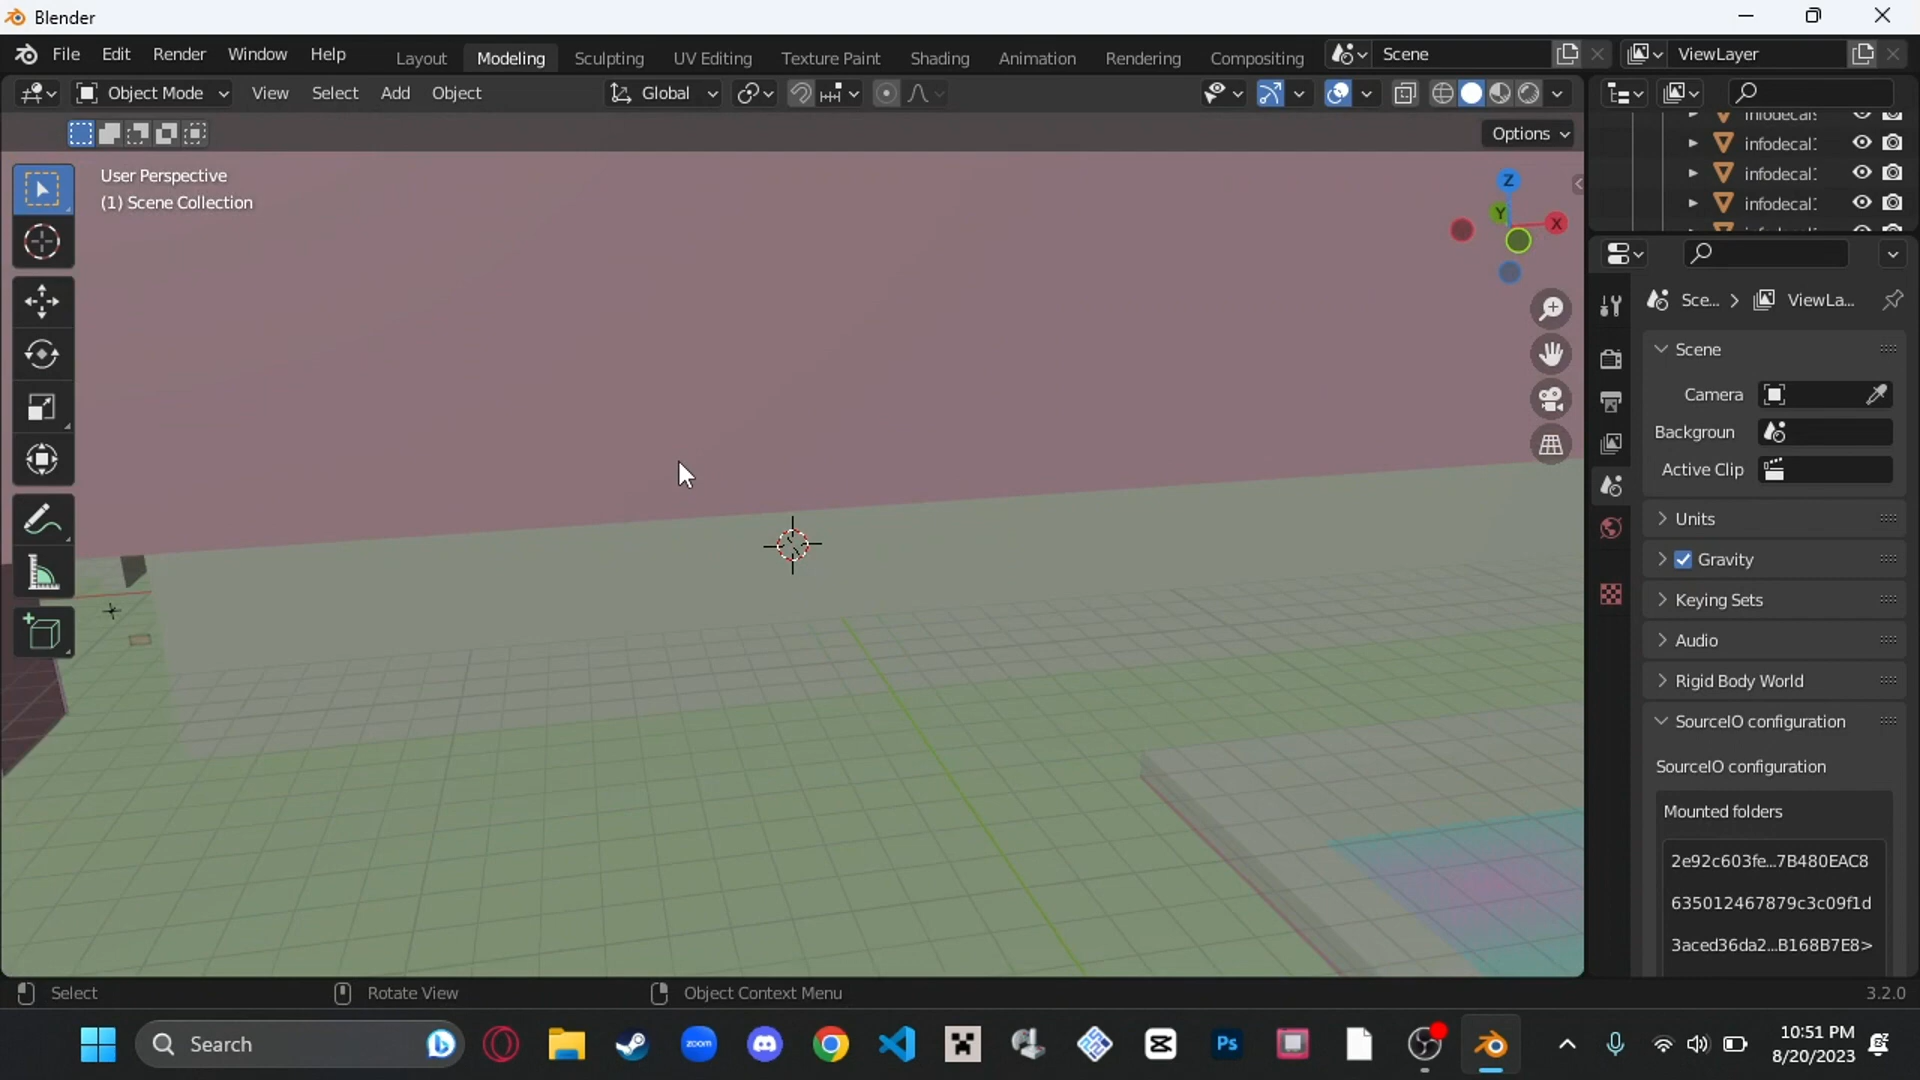 Blender
File Edit Render Window Help
Layout Modeling Sculpting UV Editing Texture Paint Shading Animation Rendering Compositing
Scene
ViewLayer
Object Mode View Select Add Object
Global
Options
User Perspective
(1) Scene Collection
Z
Y
X
infodecal:
infodecal:
infodecal:
Sce... > ViewLa...
Scene
Camera
Backgroun
Active Clip
Units
Gravity
Keying Sets
Audio
Rigid Body World
SourceIO configuration
SourceIO configuration
Mounted folders
2e92c603fe...7B480EAC8
635012467879c3c09f1d
3aced36da2...B168B7E8>
Select
Rotate View
Object Context Menu
3.2.0
Search
zoom
Ps
10:51 PM
8/20/2023